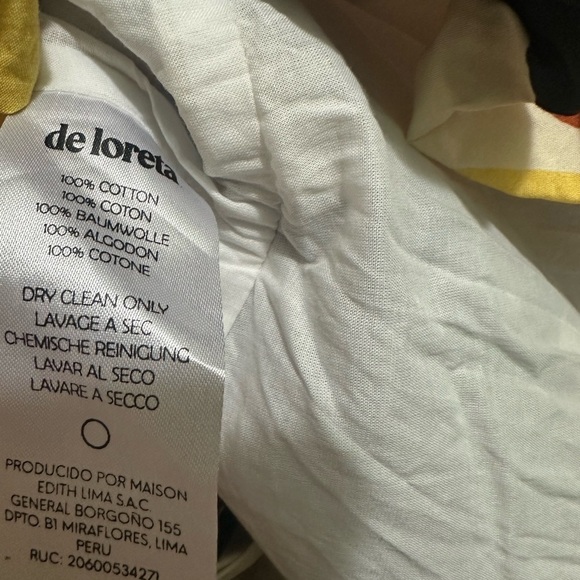 de loreta
100% COTTON
100% COTON
100% BAUMWOLLE
100% ALGODON
100% COTONE
DRY CLEAN ONLY
LAVAGE A SEC
CHEMISCHE REINIGUNG
LAVAR AL SECO
LAVARE A SECCO
PRODUCIDO POR MAISON
EDITH LIMA S.A.C
GENERAL BORGOÑO 155
DPTO. B1 MIRAFLORES, LIMA
PERU
RUC: 20600534271